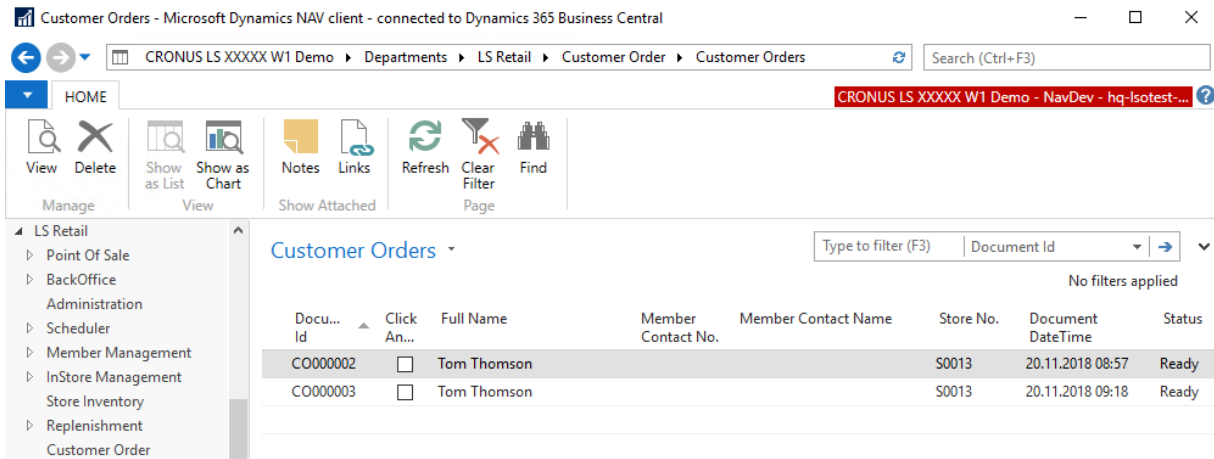 Customer Orders - Microsoft Dynamics NAV client - connected to Dynamics 365 Business Central
CRONUS LS XXXXX W1 Demo Departments LS Retail Customer Order Customer Orders
Search (Ctrl+F3)
HOME
CRONUS LS XXXXX W1 Demo - NavDev - hq-lsotest-...
View Delete Show as List Show as Chart Notes Links Refresh Clear Filter Find
Manage View Show Attached Page
LS Retail
Point Of Sale
BackOffice
Administration
Scheduler
Member Management
InStore Management
Store Inventory
Replenishment
Customer Order
Customer Orders
Type to filter (F3) Document Id
No filters applied
Docu... Id Click An... Full Name Member Contact No. Member Contact Name Store No. Document DateTime Status
CO000002 Tom Thomson S0013 20.11.2018 08:57 Ready
CO000003 Tom Thomson S0013 20.11.2018 09:18 Ready